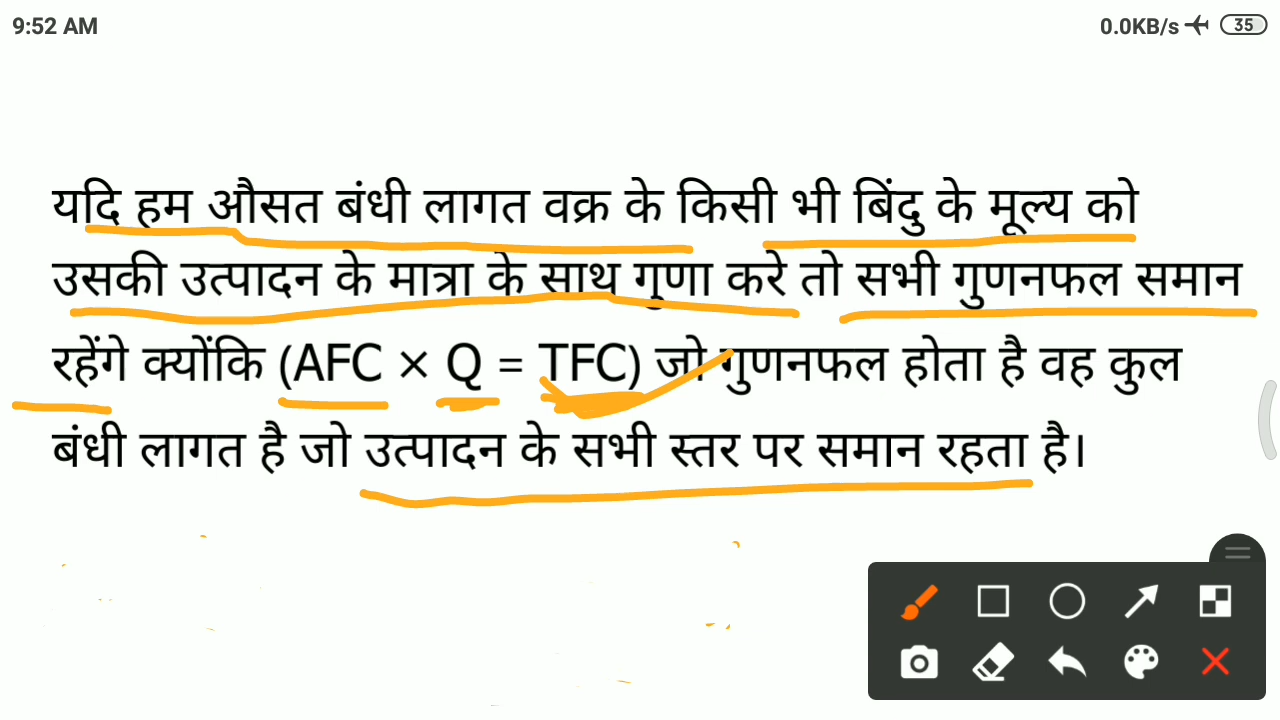 9:52 AM
0.0KB/s 35
यदि हम औसत बंधी लागत वक्र के किसी भी बिंदु के मूल्य को
उसकी उत्पादन के मात्रा के साथ गुणा करे तो सभी गुणनफल समान
रहेंगे क्योंकि (AFC × Q = TFC) जो गुणनफल होता है वह कुल
बंधी लागत है जो उत्पादन के सभी स्तर पर समान रहता है।